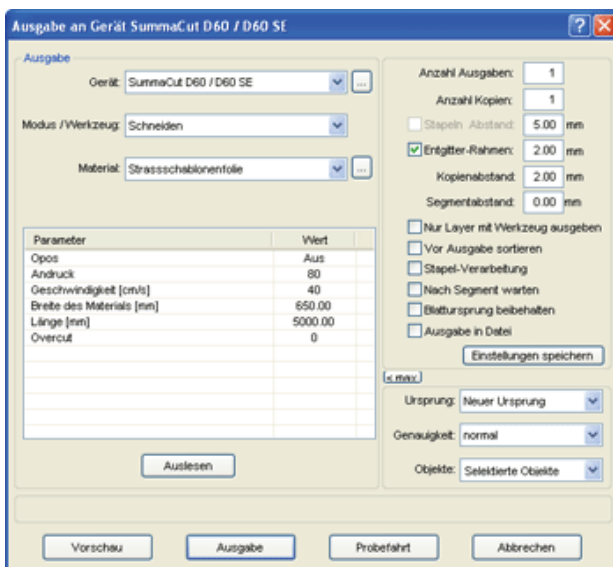 Ausgabe an Gerät SummaCut D60 / D60 SE
Ausgabe
Gerät: SummaCut D60 / D60 SE ...
Modus / Werkzeug: Schneiden
Material: Strassschablonenfolie ...
Parameter Wert
Opos Aus
Andruck 80
Geschwindigkeit [cm/s] 40
Breite des Materials [mm] 650.00
Länge [mm] 5000.00
Overcut 0
Auslesen
Anzahl Ausgaben: 1
Anzahl Kopien: 1
Stapeln Abstand: 5.00 mm
Entgitter-Rahmen: 2.00 mm
Kopienabstand: 2.00 mm
Segmentabstand: 0.00 mm
Nur Layer mit Werkzeug ausgeben
Vor Ausgabe sortieren
Stapel-Verarbeitung
Nach Segment warten
Blattursprung beibehalten
Ausgabe in Datei
Einstellungen speichern
< max
Ursprung: Neuer Ursprung
Genauigkeit: normal
Objekte: Selektierte Objekte
Vorschau Ausgabe Probefahrt Abbrechen